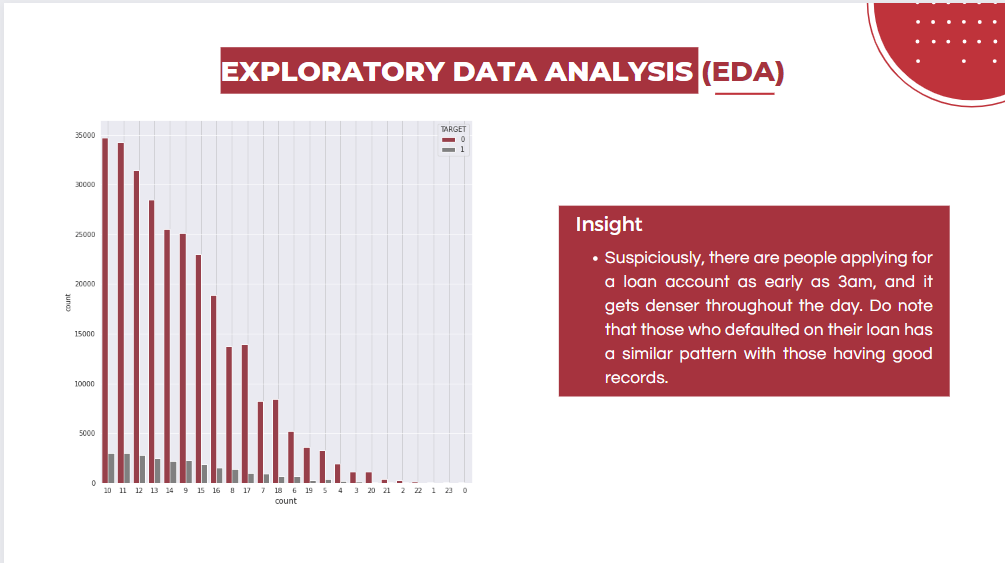 EXPLORATORY DATA ANALYSIS (EDA)
TARGET
0
1
35000
30000
25000
20000
15000
10000
5000
0
count
10 11 12 13 14 9 15 16 8 17 7 18 6 19 5 4 3 20 21 2 22 1 23 0
count
Insight
• Suspiciously, there are people applying for
a loan account as early as 3am, and it
gets denser throughout the day. Do note
that those who defaulted on their loan has
a similar pattern with those having good
records.